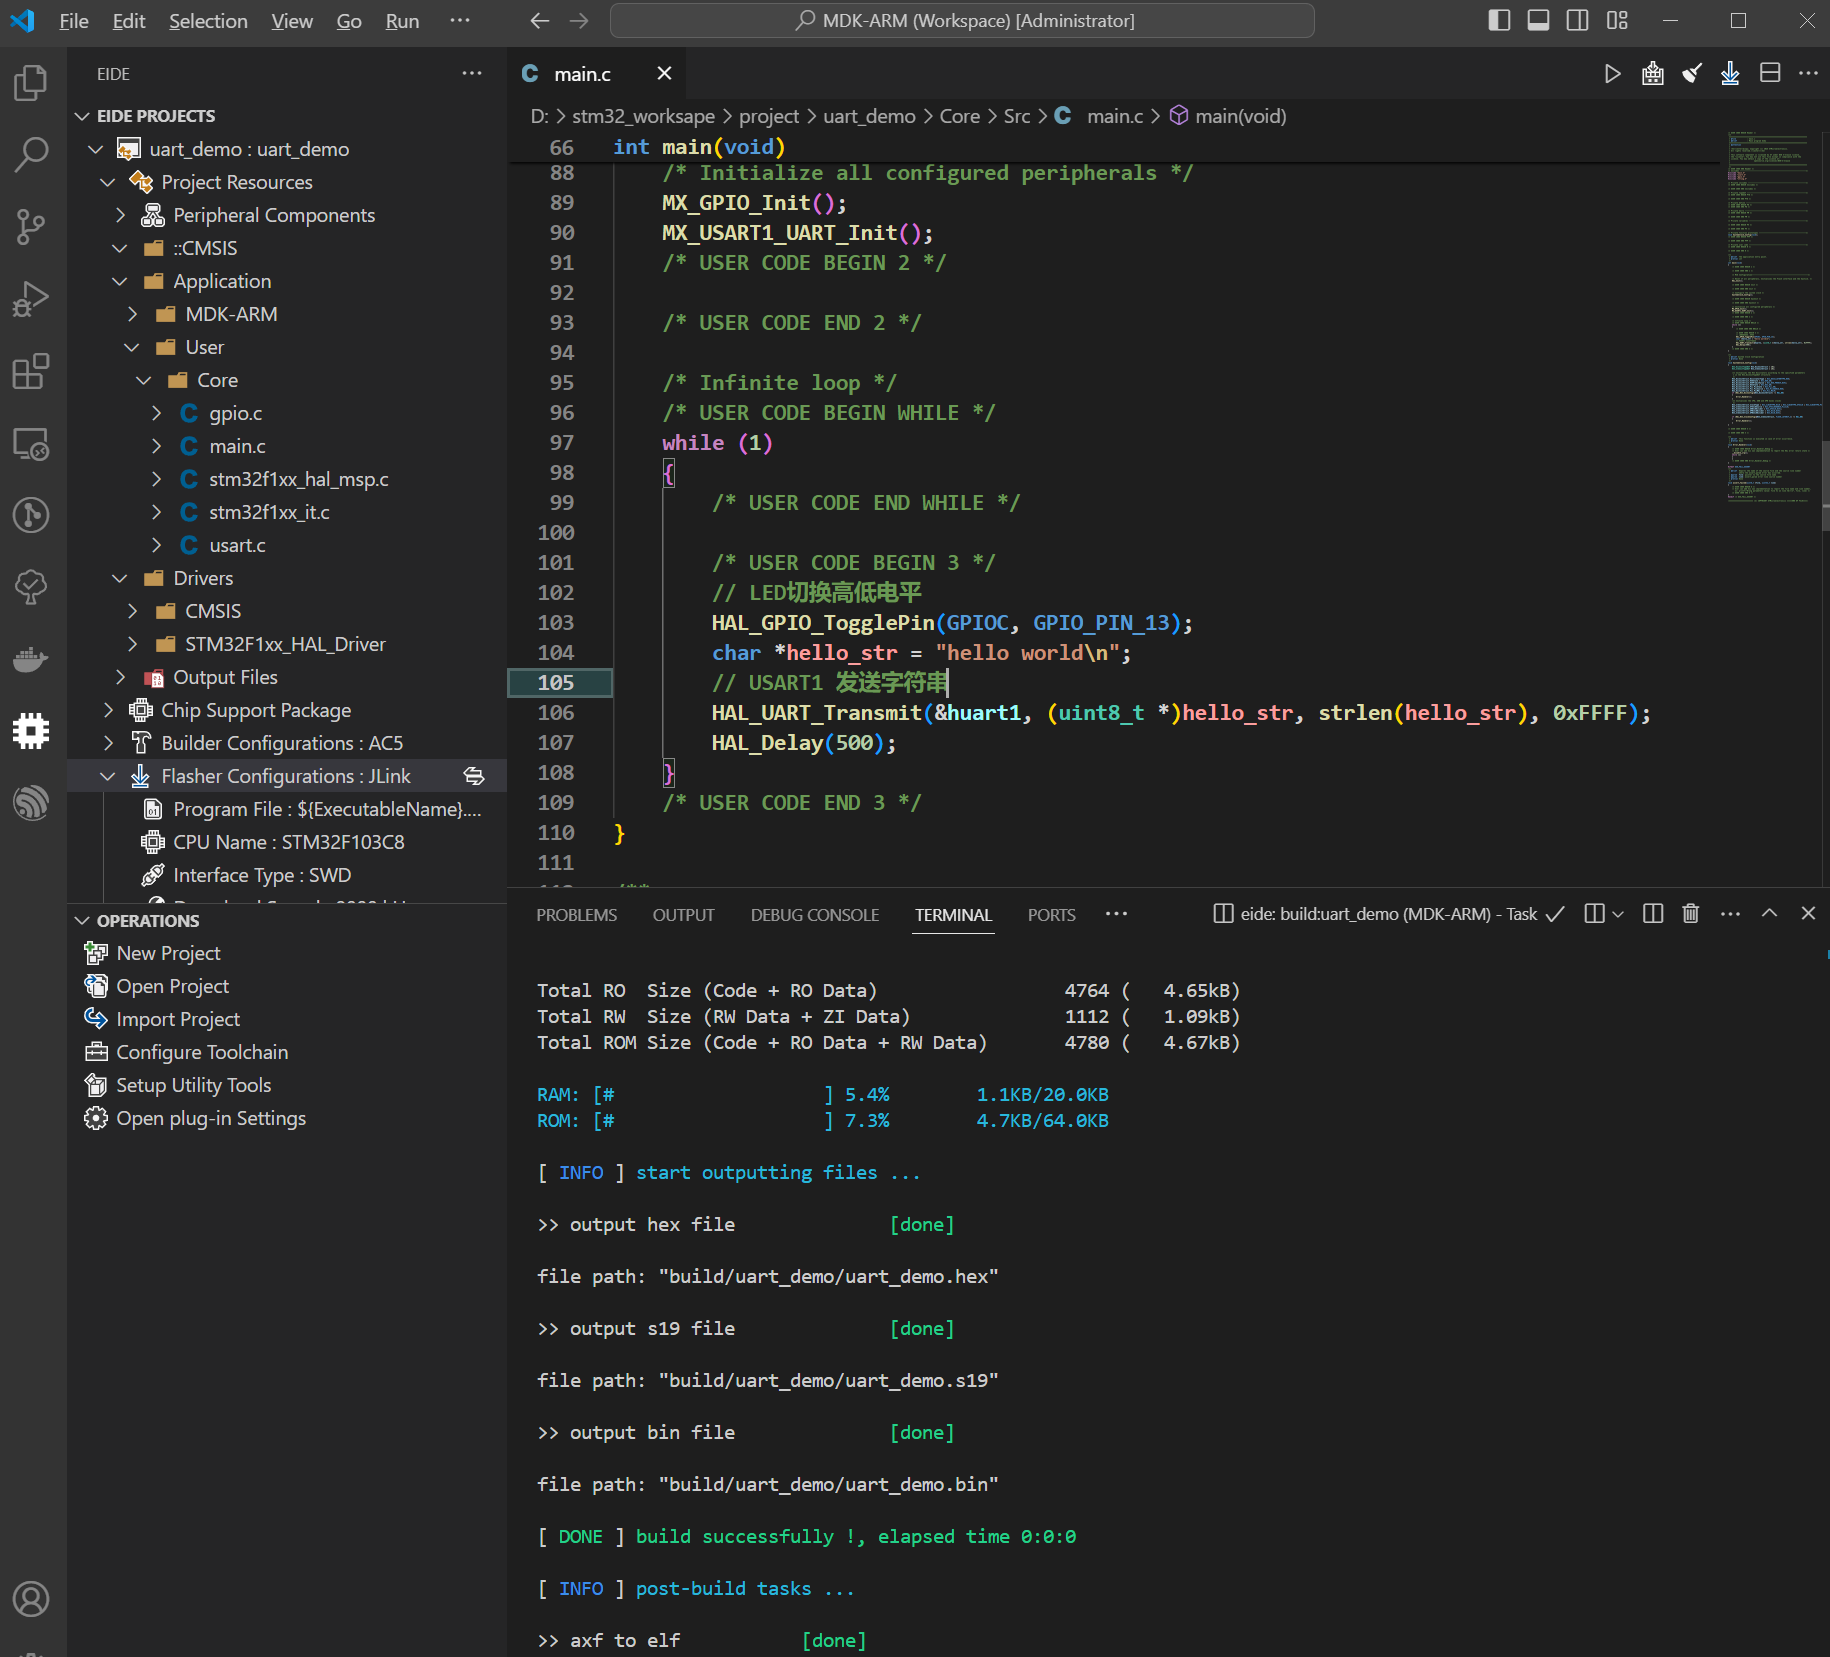 File Edit Selection View Go Run ···
MDK-ARM (Workspace) [Administrator]
EIDE ···
EIDE PROJECTS
uart_demo : uart_demo
Project Resources
Peripheral Components
::CMSIS
Application
MDK-ARM
User
Core
gpio.c
main.c
stm32f1xx_hal_msp.c
stm32f1xx_it.c
usart.c
Drivers
CMSIS
STM32F1xx_HAL_Driver
Output Files
Chip Support Package
Builder Configurations : AC5
Flasher Configurations : JLink
Program File : ${ExecutableName}....
CPU Name : STM32F103C8
Interface Type : SWD
OPERATIONS
New Project
Open Project
Import Project
Configure Toolchain
Setup Utility Tools
Open plug-in Settings
C main.c
D: > stm32_worksape > project > uart_demo > Core > Src > C main.c > main(void)
66 int main(void)
88 /* Initialize all configured peripherals */
89 MX_GPIO_Init();
90 MX_USART1_UART_Init();
91 /* USER CODE BEGIN 2 */
92
93 /* USER CODE END 2 */
94
95 /* Infinite loop */
96 /* USER CODE BEGIN WHILE */
97 while (1)
98 {
99 /* USER CODE END WHILE */
100
101 /* USER CODE BEGIN 3 */
102 // LED切换高低电平
103 HAL_GPIO_TogglePin(GPIOC, GPIO_PIN_13);
104 char *hello_str = "hello world\n";
105 // USART1 发送字符串
106 HAL_UART_Transmit(&huart1, (uint8_t *)hello_str, strlen(hello_str), 0xFFFF);
107 HAL_Delay(500);
108 }
109 /* USER CODE END 3 */
110 }
111
PROBLEMS OUTPUT DEBUG CONSOLE TERMINAL PORTS ··· eide: build:uart_demo (MDK-ARM) - Task
Total RO  Size (Code + RO Data) 4764 ( 4.65kB)
Total RW  Size (RW Data + ZI Data) 1112 ( 1.09kB)
Total ROM Size (Code + RO Data + RW Data) 4780 ( 4.67kB)
RAM: [# ] 5.4% 1.1KB/20.0KB
ROM: [# ] 7.3% 4.7KB/64.0KB
[ INFO ] start outputting files ...
>> output hex file [done]
file path: "build/uart_demo/uart_demo.hex"
>> output s19 file [done]
file path: "build/uart_demo/uart_demo.s19"
>> output bin file [done]
file path: "build/uart_demo/uart_demo.bin"
[ DONE ] build successfully !, elapsed time 0:0:0
[ INFO ] post-build tasks ...
>> axf to elf [done]